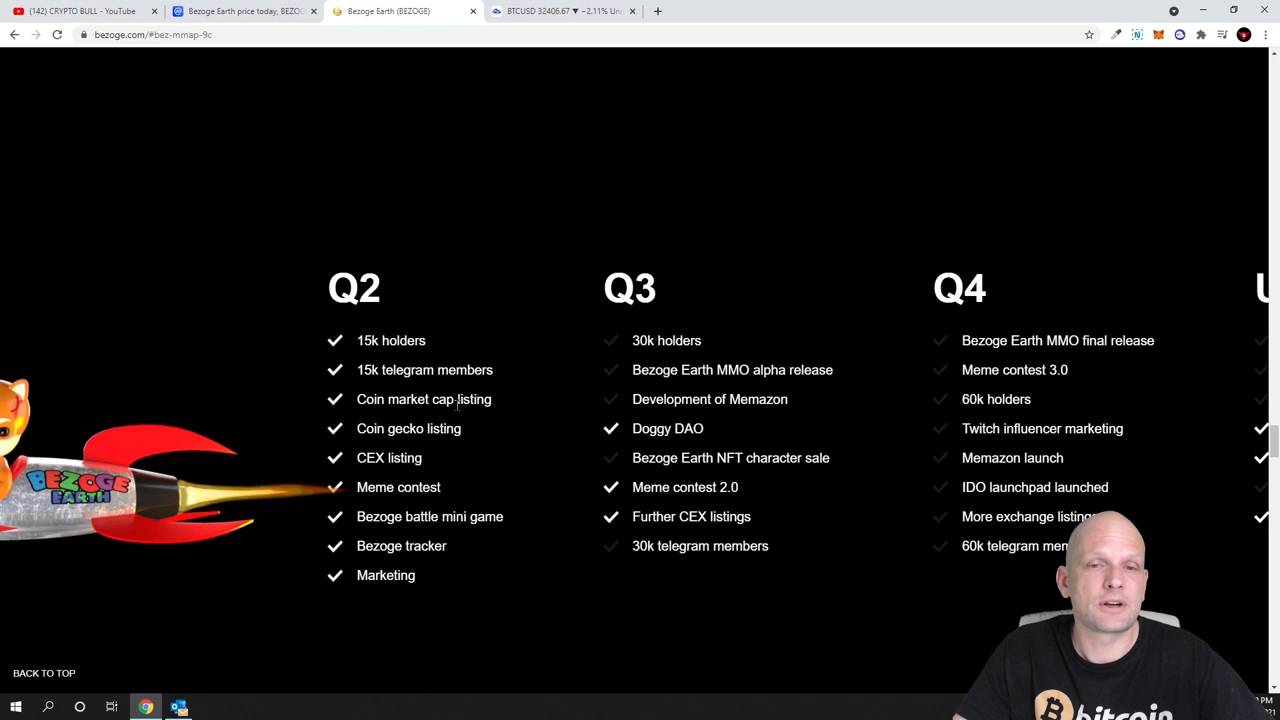 (142) CRYPTO BULL - YouTube
Bezoge Earth price today, BEZOG
Bezoge Earth (BEZOGE)
BTCUSD 32406.67 ▼ −2.11% Un
bezoge.com/#bez-mmap-9c
Q2
15k holders
15k telegram members
Coin market cap listing
Coin gecko listing
CEX listing
Meme contest
Bezoge battle mini game
Bezoge tracker
Marketing
Q3
30k holders
Bezoge Earth MMO alpha release
Development of Memazon
Doggy DAO
Bezoge Earth NFT character sale
Meme contest 2.0
Further CEX listings
30k telegram members
Q4
Bezoge Earth MMO final release
Meme contest 3.0
60k holders
Twitch influencer marketing
Memazon launch
IDO launchpad launched
More exchange listings
60k telegram mem
BEZOGE
EARTH
BACK TO TOP
bitcoin